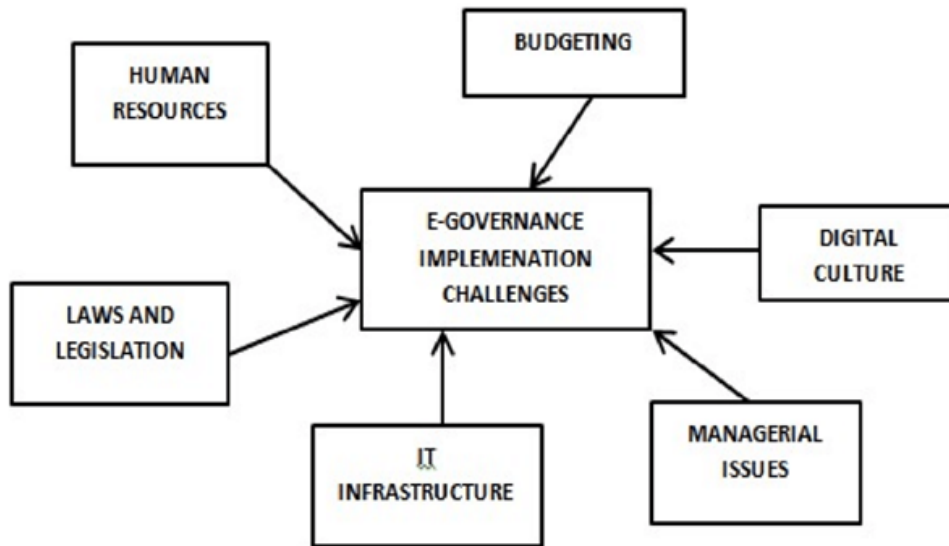 BUDGETING
HUMAN
RESOURCES
E-GOVERNANCE
IMPLEMENATION
CHALLENGES
DIGITAL
CULTURE
LAWS AND
LEGISLATION
IT
INFRASTRUCTURE
MANAGERIAL
ISSUES